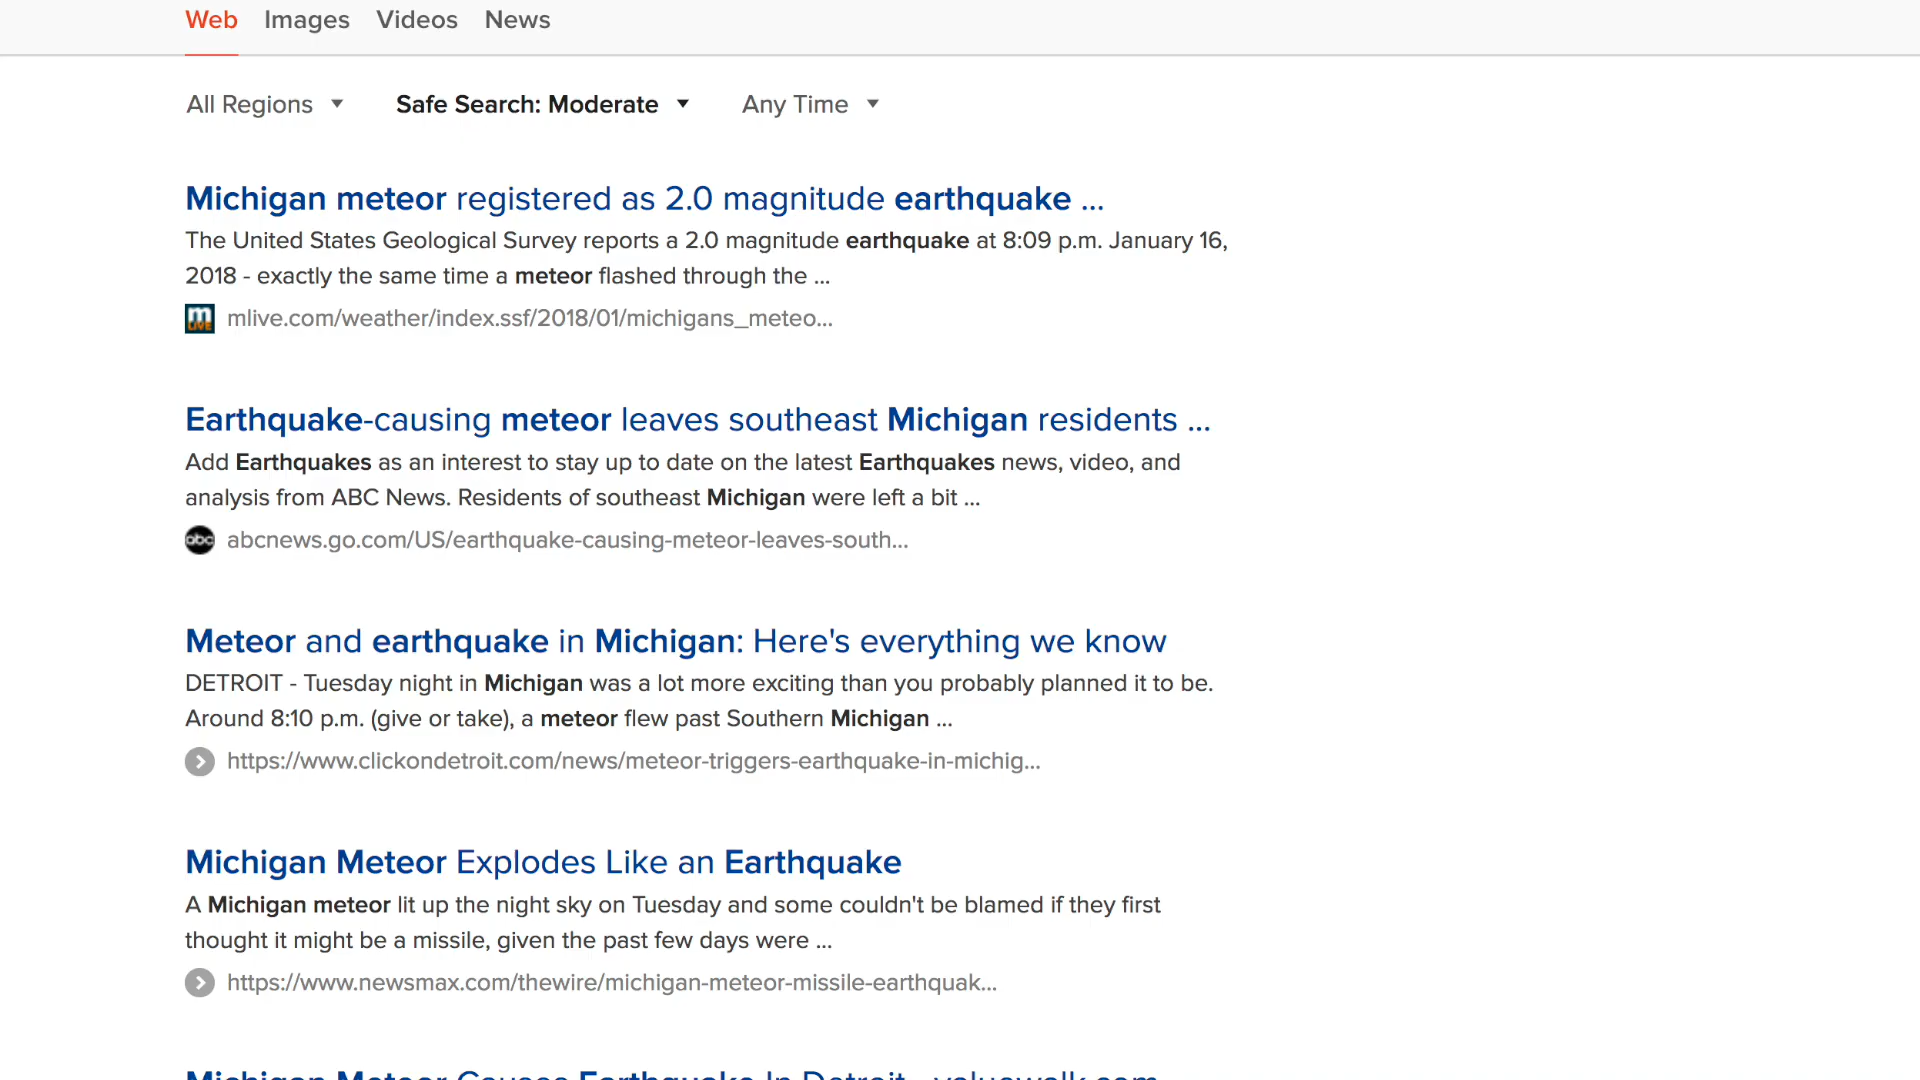 Web Images Videos News
All Regions Safe Search: Moderate Any Time
Michigan meteor registered as 2.0 magnitude earthquake ...
The United States Geological Survey reports a 2.0 magnitude earthquake at 8:09 p.m. January 16,
2018 - exactly the same time a meteor flashed through the ...
mlive.com/weather/index.ssf/2018/01/michigans_meteo...
Earthquake-causing meteor leaves southeast Michigan residents ...
Add Earthquakes as an interest to stay up to date on the latest Earthquakes news, video, and
analysis from ABC News. Residents of southeast Michigan were left a bit ...
abc abcnews.go.com/US/earthquake-causing-meteor-leaves-south...
Meteor and earthquake in Michigan: Here's everything we know
DETROIT - Tuesday night in Michigan was a lot more exciting than you probably planned it to be.
Around 8:10 p.m. (give or take), a meteor flew past Southern Michigan ...
https://www.clickondetroit.com/news/meteor-triggers-earthquake-in-michig...
Michigan Meteor Explodes Like an Earthquake
A Michigan meteor lit up the night sky on Tuesday and some couldn't be blamed if they first
thought it might be a missile, given the past few days were ...
https://www.newsmax.com/thewire/michigan-meteor-missile-earthquak...
Michigan Meteor Causes Earthquake In Detroit - valuewalk.com